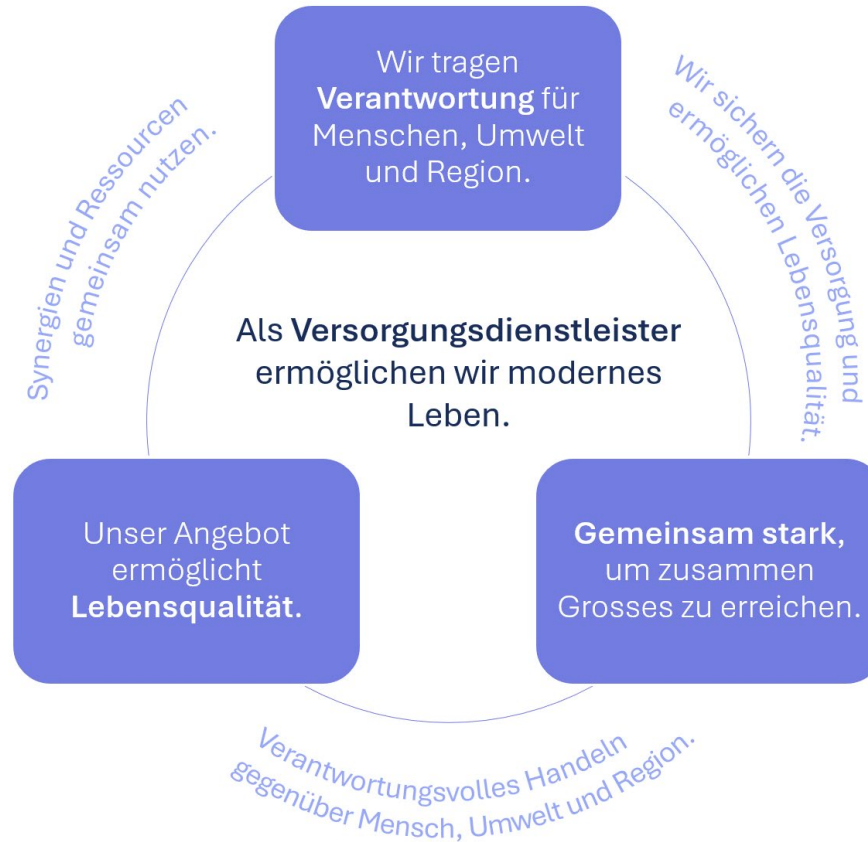 Wir tragen
Verantwortung für
Menschen, Umwelt
und Region.
Synergien und Ressourcen
gemeinsam nutzen.
Wir sichern die Versorgung und
ermöglichen Lebensqualität.
Als Versorgungsdienstleister
ermöglichen wir modernes
Leben.
Unser Angebot
ermöglicht
Lebensqualität.
Gemeinsam stark,
um zusammen
Grosses zu erreichen.
Verantwortungsvolles Handeln
gegenüber Mensch, Umwelt und Region.